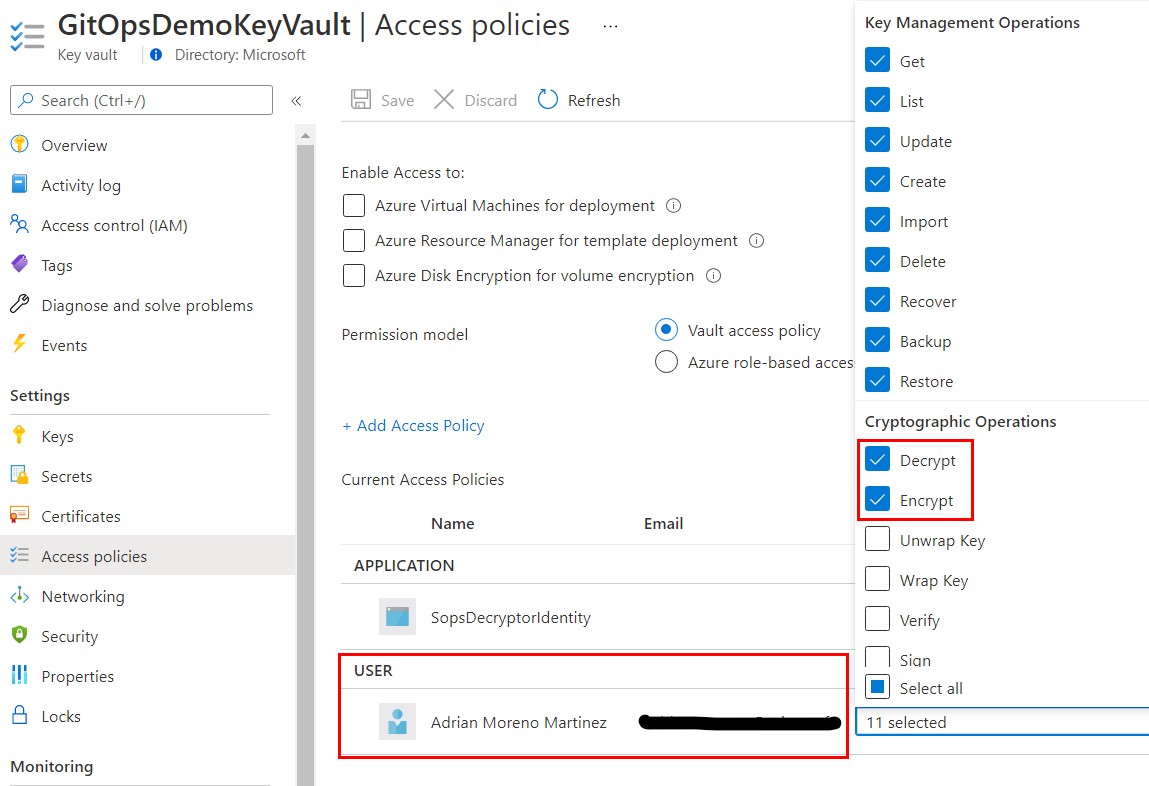 GitOpsDemoKeyVault | Access policies ...
Key vault Directory: Microsoft
Search (Ctrl+/) «
Overview
Activity log
Access control (IAM)
Tags
Diagnose and solve problems
Events
Settings
Keys
Secrets
Certificates
Access policies
Networking
Security
Properties
Locks
Monitoring
Save Discard Refresh
Enable Access to:
Azure Virtual Machines for deployment
Azure Resource Manager for template deployment
Azure Disk Encryption for volume encryption
Permission model
Vault access policy
Azure role-based acces
+ Add Access Policy
Current Access Policies
Name Email
APPLICATION
SopsDecryptorIdentity
USER
Adrian Moreno Martinez
Key Management Operations
Get
List
Update
Create
Import
Delete
Recover
Backup
Restore
Cryptographic Operations
Decrypt
Encrypt
Unwrap Key
Wrap Key
Verify
Sign
Select all
11 selected